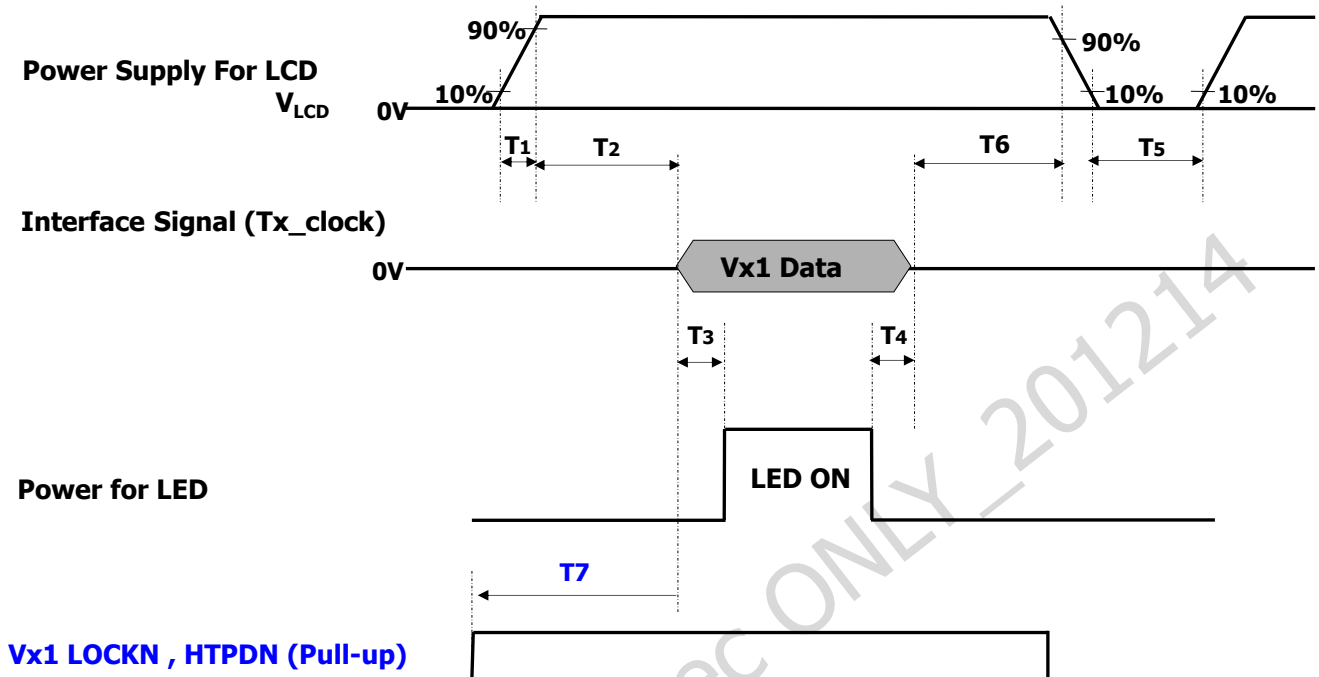 90%
90%
Power Supply For LCD
VLCD
10%
10%
10%
0V
T1
T2
T6
T5
Interface Signal (Tx_clock)
0V
Vx1 Data
T3
T4
LED ON
Power for LED
T7
Vx1 LOCKN , HTPDN (Pull-up)
ONLY_201214